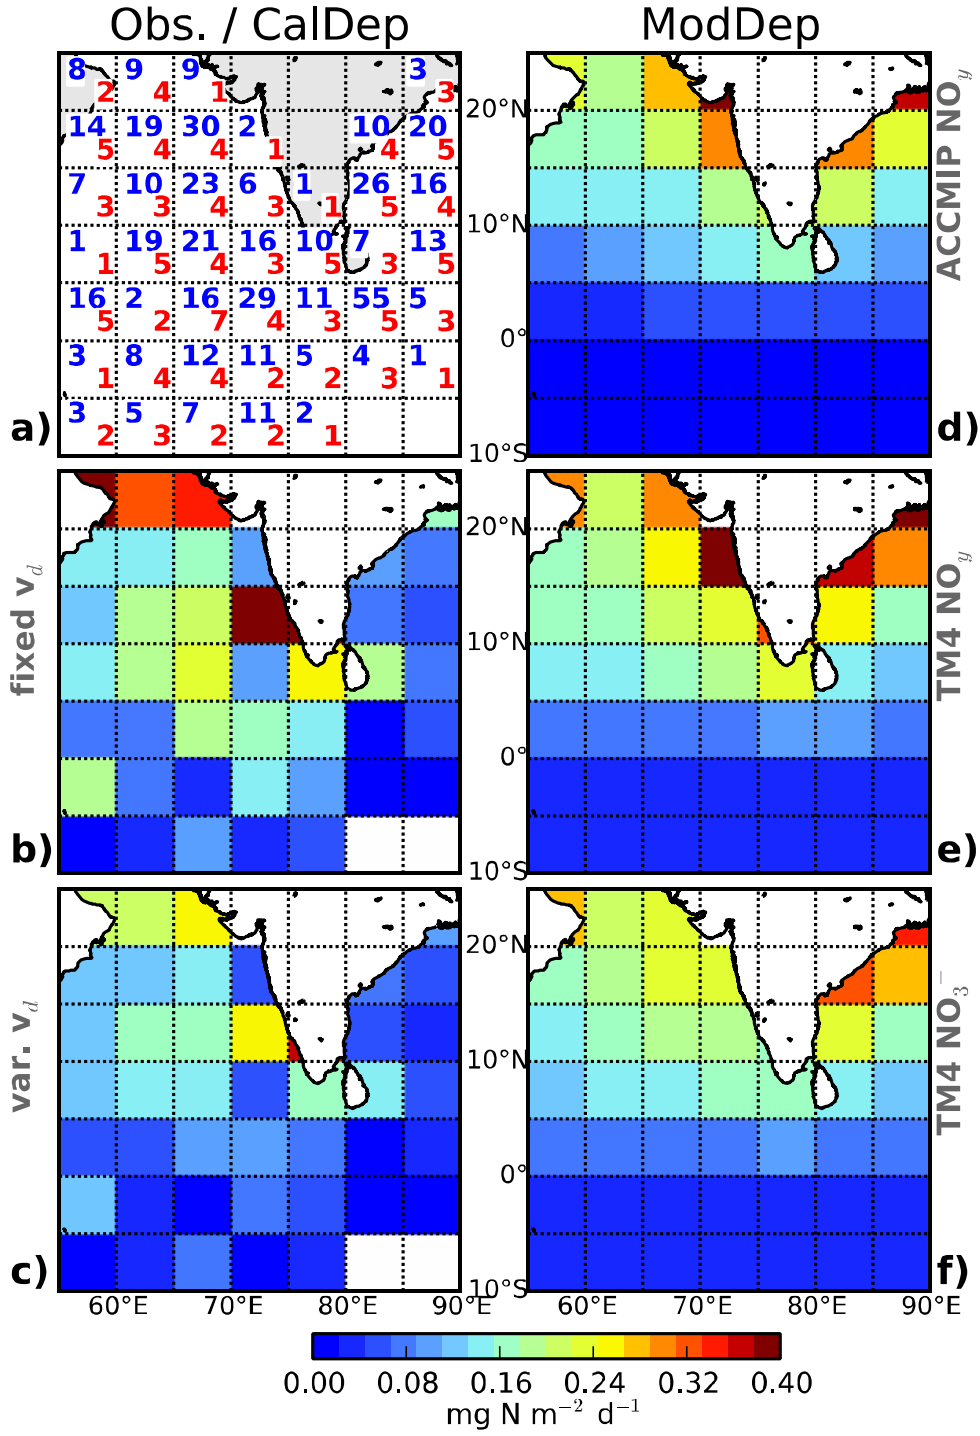 Obs. / CalDep ModDep
8 9 9 3
2 4 1 3
20°N
14 19 30 2 10 20
5 4 4 1 4 5
7 10 23 6 1 26 16
3 3 4 3 1 5 4
10°N
1 19 21 16 10 7 13
1 5 4 3 5 3 5
16 2 16 29 11 55 5
5 2 7 4 3 5 3
0°
3 8 12 11 5 4 1
1 4 4 2 2 3 1
3 5 7 11 2
2 3 2 2 1
a) d)
10°S
ACCMIP NOy
fixed vd
20°N
10°N
0°
10°S
b) e)
TM4 NOy
var. vd
20°N
10°N
0°
10°S
c) f)
TM4 NO3−
60°E 70°E 80°E 90°E 60°E 70°E 80°E 90°E
0.00 0.08 0.16 0.24 0.32 0.40
mg N m−2 d−1